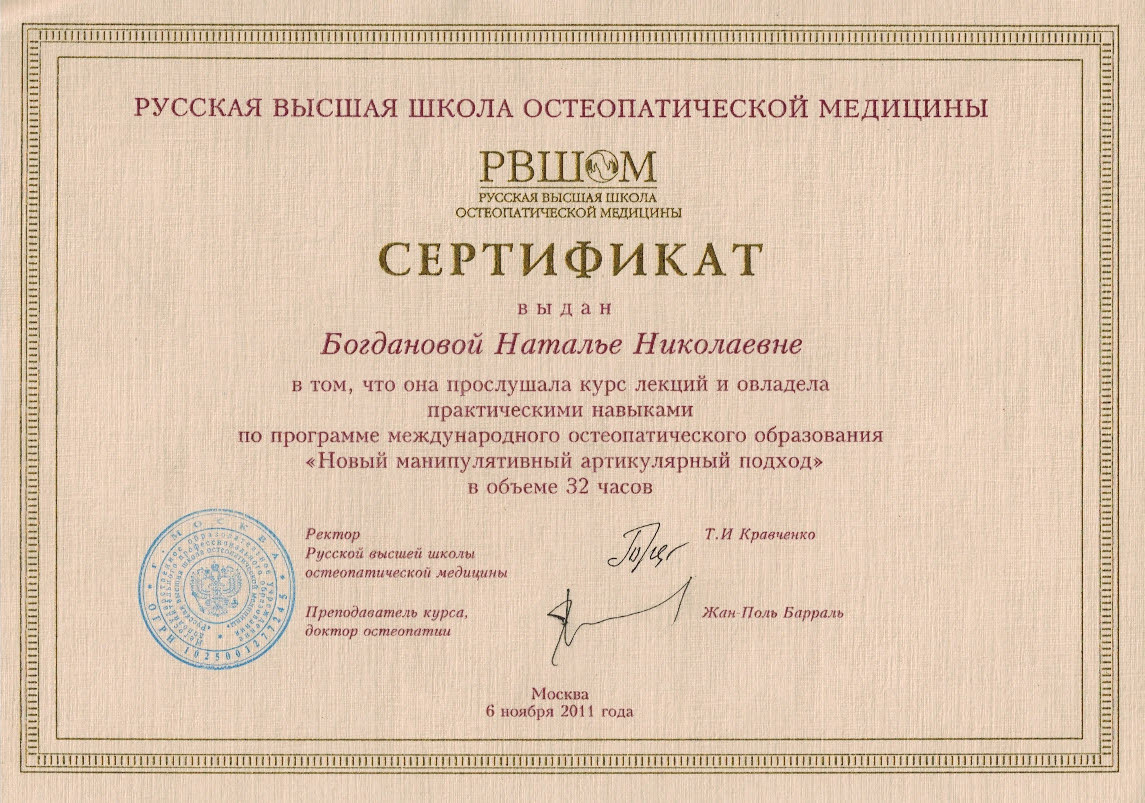 РУССКАЯ ВЫСШАЯ ШКОЛА ОСТЕОПАТИЧЕСКОЙ МЕДИЦИНЫ
РВШОМ
РУССКАЯ ВЫСШАЯ ШКОЛА
ОСТЕОПАТИЧЕСКОЙ МЕДИЦИНЫ
СЕРТИФИКАТ
выдан
Богдановой Наталье Николаевне
в том, что она прослушала курс лекций и овладела
практическими навыками
по программе международного остеопатического образования
«Новый манипулятивный артикулярный подход»
в объеме 32 часов
Ректор
Русской высшей школы
остеопатической медицины
Т.И Кравченко
Преподаватель курса,
доктор остеопатии
Жан-Поль Барраль
Москва
6 ноября 2011 года
г. МОСКВА
ОГРН